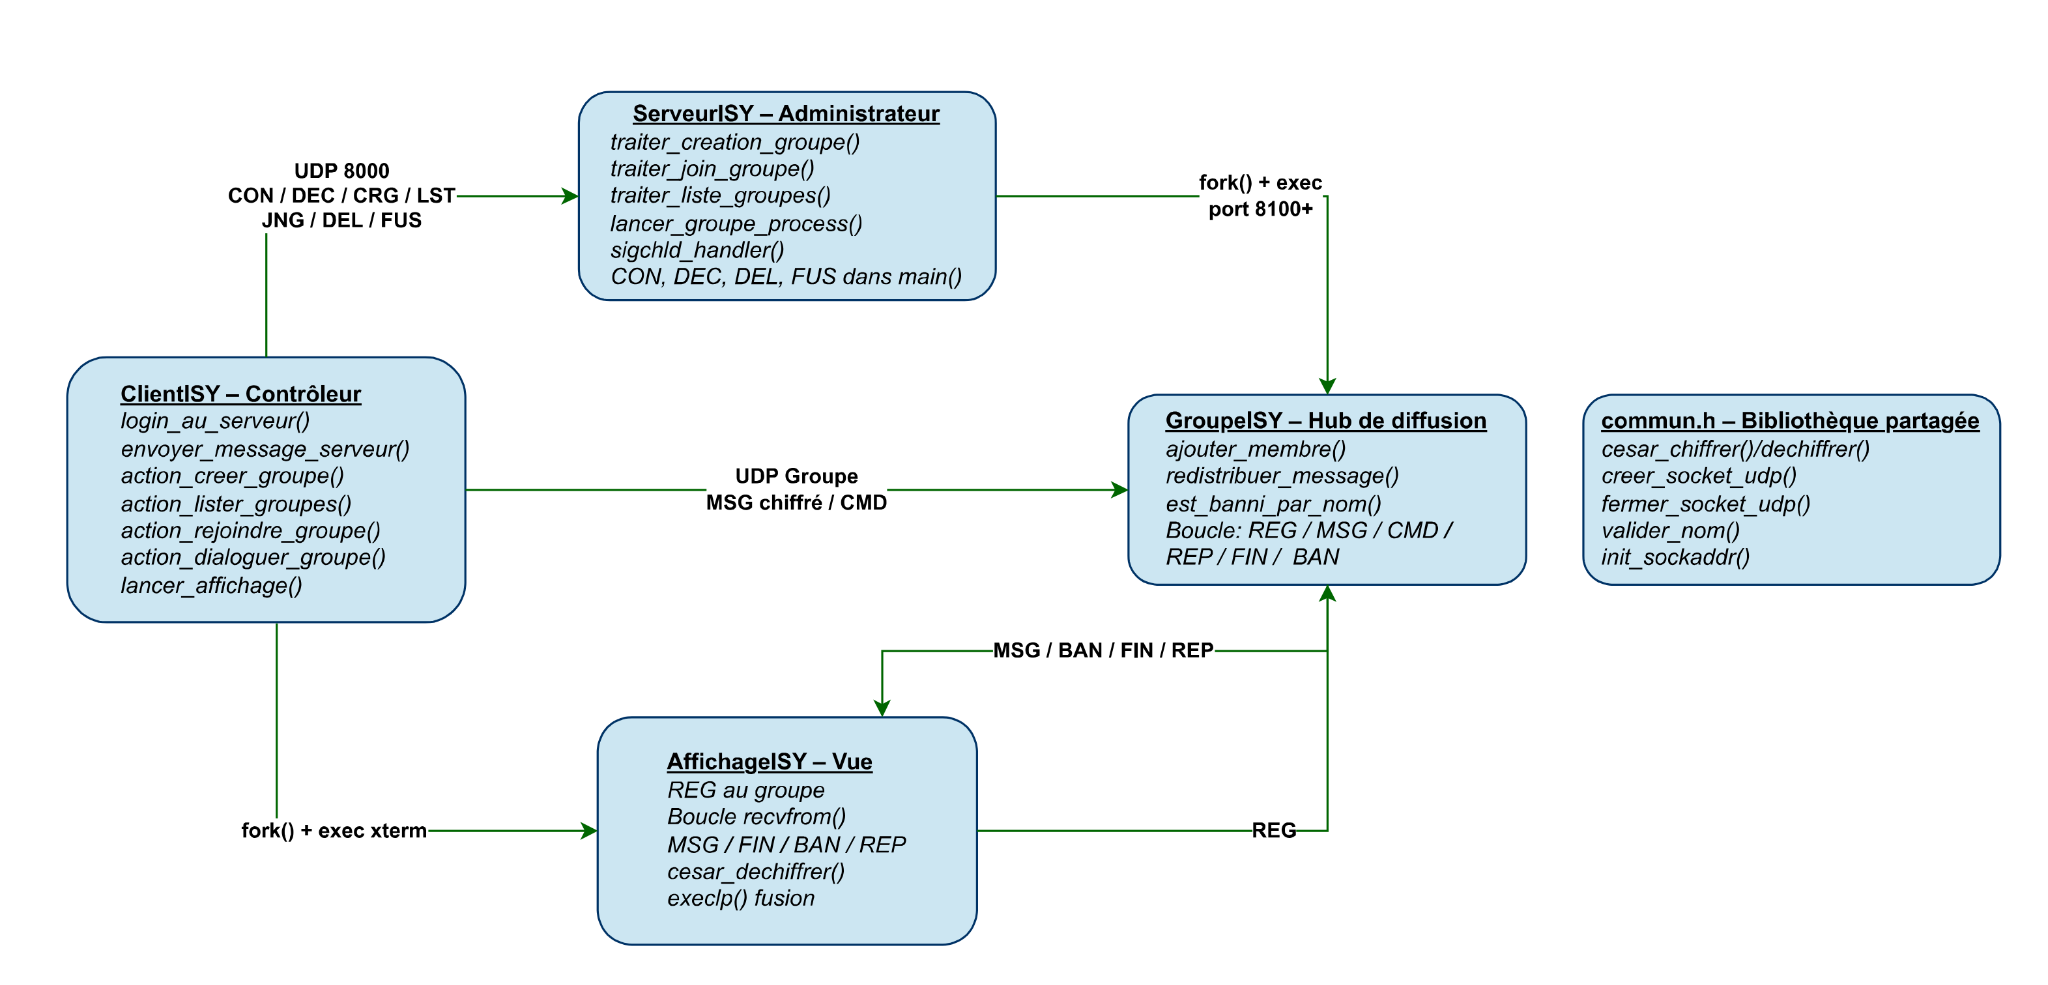 ServeurISY – Administrateur
traiter_creation_groupe()
traiter_join_groupe()
traiter_liste_groupes()
lancer_groupe_process()
sigchld_handler()
CON, DEC, DEL, FUS dans main()
UDP 8000
CON / DEC / CRG / LST
JNG / DEL / FUS
fork() + exec
port 8100+
ClientISY – Contrôleur
login_au_serveur()
envoyer_message_serveur()
action_creer_groupe()
action_lister_groupes()
action_rejoindre_groupe()
action_dialoguer_groupe()
lancer_affichage()
UDP Groupe
MSG chiffré / CMD
GroupeISY – Hub de diffusion
ajouter_membre()
redistribuer_message()
est_banni_par_nom()
Boucle: REG / MSG / CMD /
REP / FIN /  BAN
commun.h – Bibliothèque partagée
cesar_chiffrer()/dechiffrer()
creer_socket_udp()
fermer_socket_udp()
valider_nom()
init_sockaddr()
MSG / BAN / FIN / REP
AffichageISY – Vue
REG au groupe
Boucle recvfrom()
MSG / FIN / BAN / REP
cesar_dechiffrer()
execlp() fusion
fork() + exec xterm
REG